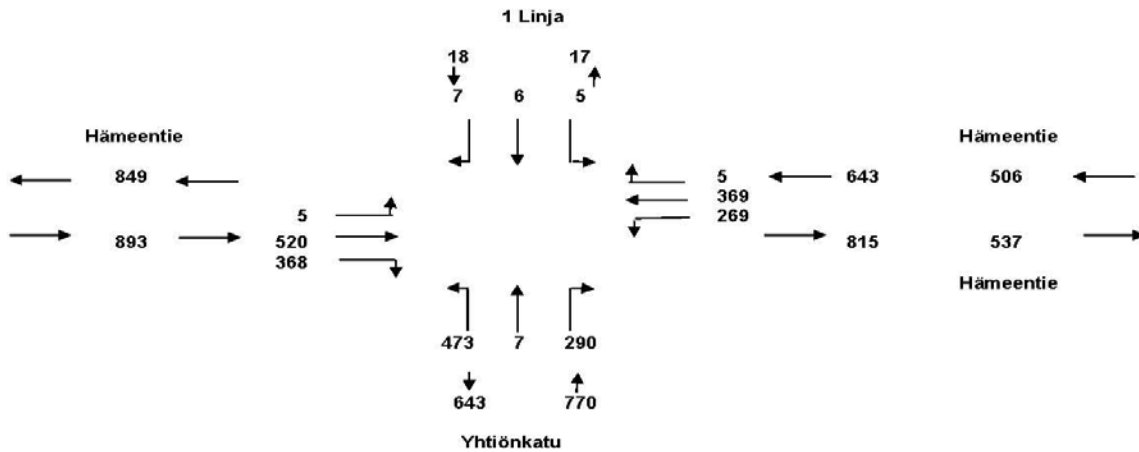 1 Linja
18 17
7 6 5
Hämeentie Hämeentie
849 5 643 506
369
5 269
893 520 815 537
368
Hämeentie
473 7 290
643 770
Yhtiönkatu